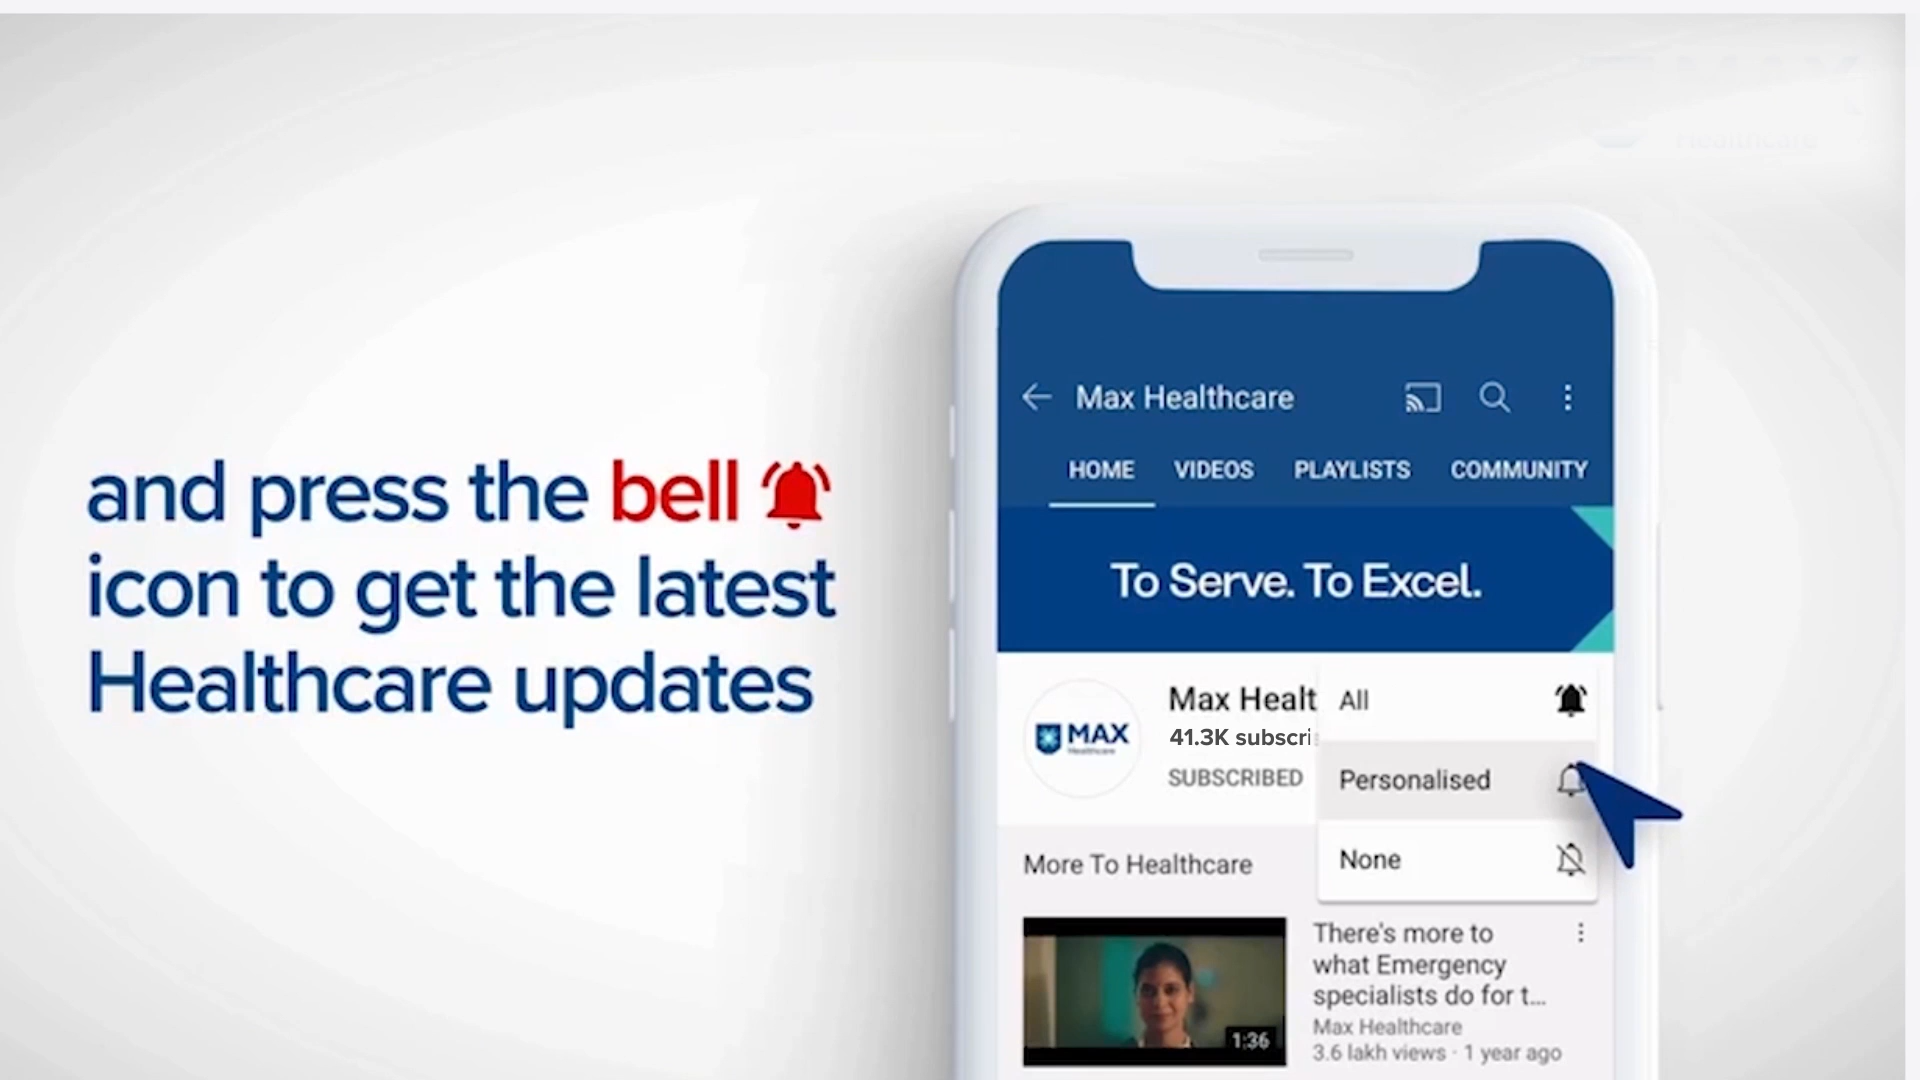 and press the bell
icon to get the latest
Healthcare updates
Max Healthcare
HOME VIDEOS PLAYLISTS COMMUNITY
To Serve. To Excel.
MAX
Healthcare
Max Healt
41.3K subscri
SUBSCRIBED
All
Personalised
None
More To Healthcare
There's more to
what Emergency
specialists do for t...
Max Healthcare
3.6 lakh views · 1 year ago
1:36